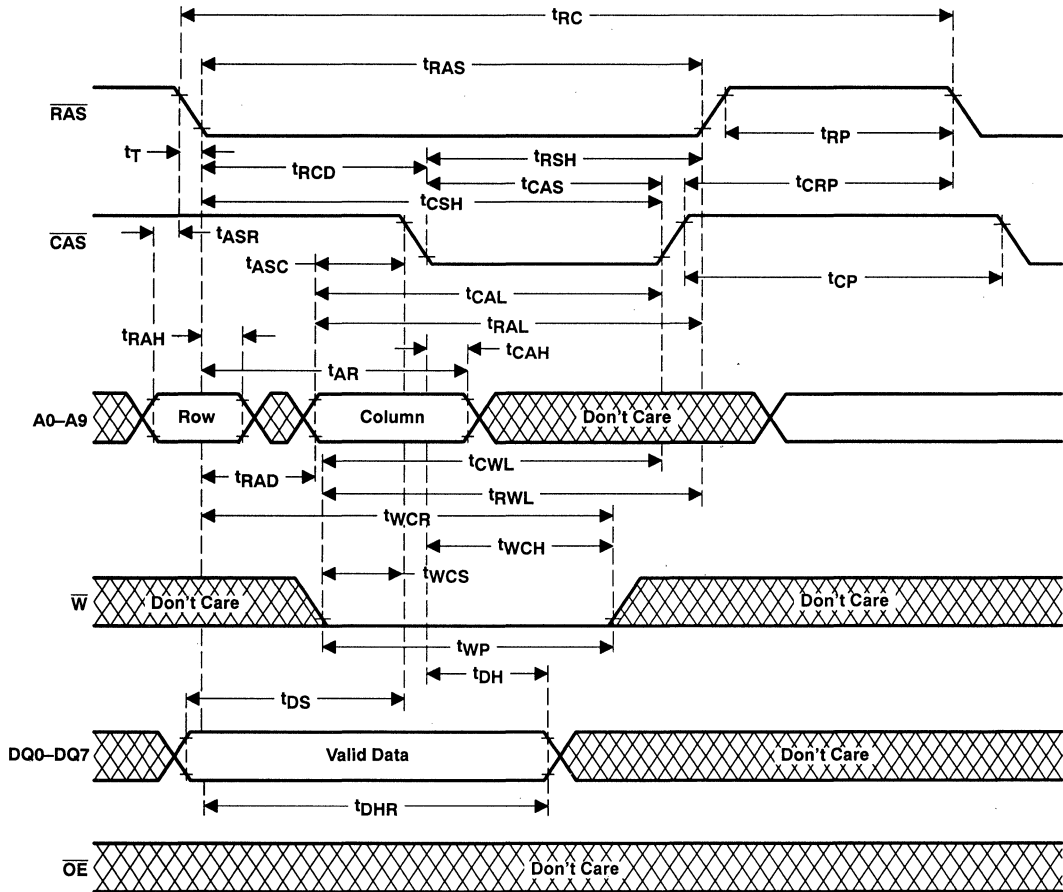 tRC
tRAS
RAS
tRP
tT
tRSH
tRCD
tCAS
tCRP
tCSH
CAS
tASR
tASC
tCP
tCAL
tRAL
tRAH
tCAH
tAR
A0–A9
Row
Column
Don't Care
tCWL
tRAD
tRWL
tWCR
tWCH
tWCS
W
Don't Care
Don't Care
tWP
tDH
tDS
DQ0–DQ7
Valid Data
Don't Care
tDHR
OE
Don't Care